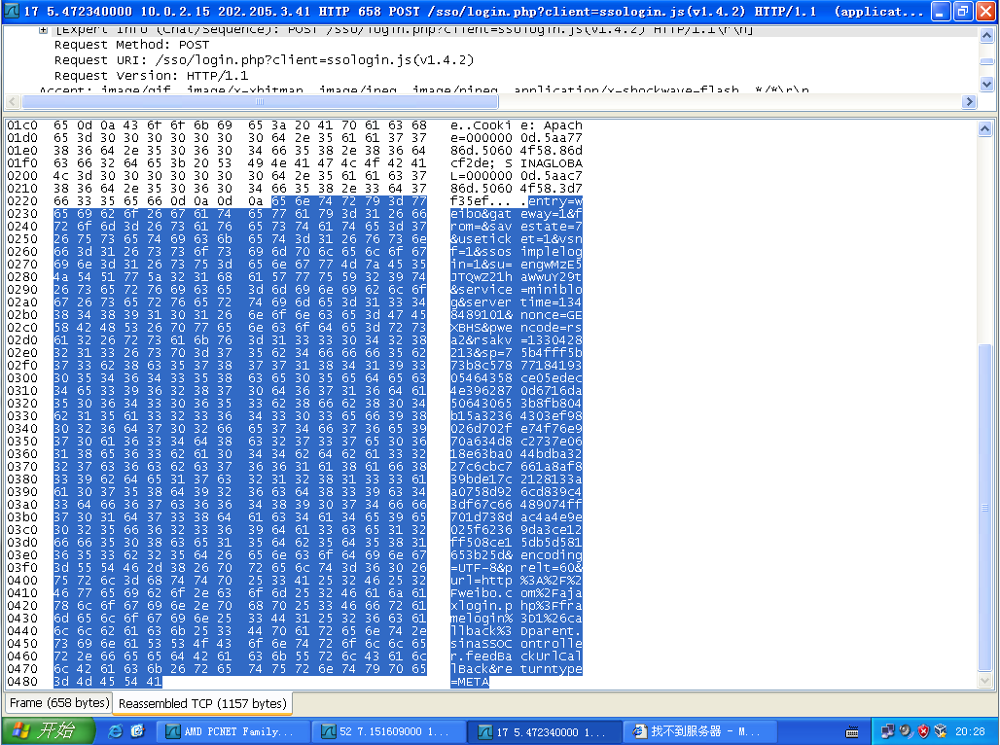 17 5.472340000 10.0.2.15 202.205.3.41 HTTP 658 POST /sso/login.php?client=ssologin.js(v1.4.2) HTTP/1.1 (applicat...
[Expert Info (Chat/Sequence): POST /sso/login.php?client=ssologin.js(v1.4.2) HTTP/1.1\r\n]
Request Method: POST
Request URI: /sso/login.php?client=ssologin.js(v1.4.2)
Request Version: HTTP/1.1
Accept: image/gif, image/x-xbitmap, image/jpeg, image/pjpeg, application/x-shockwave-flash, */*\r\n
01c0 65 0d 0a 43 6f 6f 6b 69 65 3a 20 41 70 61 63 68 e..Cooki e: Apach
01d0 65 3d 30 30 30 30 30 30 30 64 2e 35 61 61 37 37 e=000000 0d.5aa77
01e0 38 36 64 2e 35 30 36 30 34 66 35 38 2e 38 36 64 86d.5060 4f58.86d
01f0 63 66 32 64 65 3b 20 53 49 4e 41 47 4c 4f 42 41 cf2de; S INAGLOBA
0200 4c 3d 30 30 30 30 30 30 30 64 2e 35 61 61 63 37 L=000000 0d.5aac7
0210 38 36 64 2e 35 30 36 30 34 66 35 38 2e 33 64 37 86d.5060 4f58.3d7
0220 66 33 35 65 66 0d 0a 0d 0a 65 6e 74 72 79 3d 77 f35ef... .entry=w
0230 65 69 62 6f 26 67 61 74 65 77 61 79 3d 31 26 66 eibo&gat eway=1&f
0240 72 6f 6d 3d 26 73 61 76 65 73 74 61 74 65 3d 37 rom=&sav estate=7
0250 26 75 73 65 74 69 63 6b 65 74 3d 31 26 76 73 6e &usetick et=1&vsn
0260 66 3d 31 26 73 73 6f 73 69 6d 70 6c 65 6c 6f 67 f=1&ssos implelog
0270 69 6e 3d 31 26 73 75 3d 65 6e 67 77 4d 7a 45 35 in=1&su= engwMzE5
0280 4a 54 51 77 5a 32 31 68 61 57 77 75 59 32 39 74 JTQwZ21h aWwuY29t
0290 26 73 65 72 76 69 63 65 3d 6d 69 6e 69 62 6c 6f &service =miniblo
02a0 67 26 73 65 72 76 65 72 74 69 6d 65 3d 31 33 34 g&server time=134
02b0 38 34 38 39 31 30 31 26 6e 6f 6e 63 65 3d 47 45 8489101& nonce=GE
02c0 58 42 48 53 26 70 77 65 6e 63 6f 64 65 3d 72 73 XBHS&pwe ncode=rs
02d0 61 32 26 72 73 61 6b 76 3d 31 33 33 30 34 32 38 a2&rsakv =1330428
02e0 32 31 33 26 73 70 3d 37 35 62 34 66 66 66 35 62 213&sp=7 5b4fff5b
02f0 37 33 62 38 63 35 37 38 37 37 31 38 34 31 39 33 73b8c578 77184193
0300 30 35 34 36 34 33 35 38 63 65 30 35 65 64 65 63 05464358 ce05edec
0310 34 65 33 39 36 32 38 37 30 64 36 37 31 36 64 61 4e396287 0d6716da
0320 35 30 36 34 33 30 36 35 33 62 38 66 62 38 30 34 50643065 3b8fb804
0330 62 31 35 61 33 32 33 36 34 33 30 33 65 66 39 38 b15a3236 4303ef98
0340 30 32 36 64 37 30 32 66 65 37 34 66 37 36 65 39 026d702f e74f76e9
0350 37 30 61 36 33 34 64 38 63 32 37 33 37 65 30 36 70a634d8 c2737e06
0360 31 38 65 36 33 62 61 30 34 34 62 64 62 61 33 32 18e63ba0 44bdba32
0370 32 37 63 36 63 62 63 37 36 36 31 61 38 61 66 38 27c6cbc7 661a8af8
0380 33 39 62 64 65 31 37 63 32 31 32 38 31 33 33 61 39bde17c 2128133a
0390 61 30 37 35 38 64 39 32 36 63 64 38 33 39 63 34 a0758d92 6cd839c4
03a0 33 64 66 36 37 63 36 36 34 38 39 30 37 34 66 66 3df67c66 489074ff
03b0 37 30 31 64 37 33 38 64 61 63 34 61 34 65 39 65 701d738d ac4a4e9e
03c0 30 32 35 66 36 32 33 36 39 64 61 33 63 65 31 32 025f6236 9da3ce12
03d0 66 66 35 30 38 63 65 31 35 64 62 35 64 35 38 31 ff508ce1 5db5d581
03e0 36 35 33 62 32 35 64 26 65 6e 63 6f 64 69 6e 67 653b25d& encoding
03f0 3d 55 54 46 2d 38 26 70 72 65 6c 74 3d 36 30 26 =UTF-8&p relt=60&
0400 75 72 6c 3d 68 74 74 70 25 33 41 25 32 46 25 32 url=http %3A%2F%2
0410 46 77 65 69 62 6f 2e 63 6f 6d 25 32 46 61 6a 61 Fweibo.c om%2Faja
0420 78 6c 6f 67 69 6e 2e 70 68 70 25 33 46 66 72 61 xlogin.p hp%3Ffra
0430 6d 65 6c 6f 67 69 6e 25 33 44 31 25 32 36 63 61 melogin% 3D1%26ca
0440 6c 6c 62 61 63 6b 25 33 44 70 61 72 65 6e 74 2e llback%3 Dparent.
0450 73 69 6e 61 53 53 4f 43 6f 6e 74 72 6f 6c 6c 65 sinaSSOC ontrolle
0460 72 2e 66 65 65 64 42 61 63 6b 55 72 6c 43 61 6c r.feedBa ckUrlCal
0470 6c 42 61 63 6b 26 72 65 74 75 72 6e 74 79 70 65 lBack&re turntype
0480 3d 4d 45 54 41 =META
Frame (658 bytes) Reassembled TCP (1157 bytes)
开始 AMD PCNET Family... 52 7.151609000 1... 17 5.472340000 1... 找不到服务器 - M... 20:28